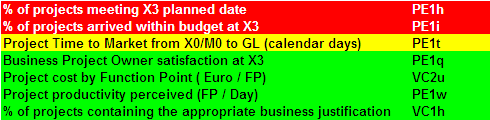 % of projects meeting X3 planned date PE1h
% of projects arrived within budget at X3 PE1i
Project Time to Market from X0/M0 to GL (calendar days) PE1t
Business Project Owner satisfaction at X3 PE1q
Project cost by Function Point ( Euro / FP) VC2u
Project productivity perceived (FP / Day) PE1w
% of projects containing the appropriate business justification VC1h